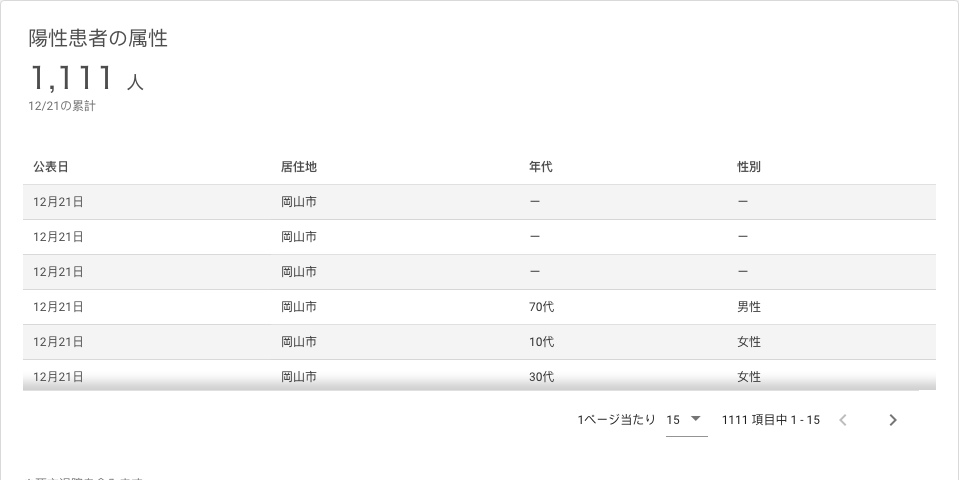 陽性患者の属性
1,111 人
12/21の累計
公表日 居住地 年代 性別
12月21日 岡山市 ー ー
12月21日 岡山市 ー ー
12月21日 岡山市 ー ー
12月21日 岡山市 70代 男性
12月21日 岡山市 10代 女性
12月21日 岡山市 30代 女性
1ページ当たり 15 1111 項目中 1 - 15